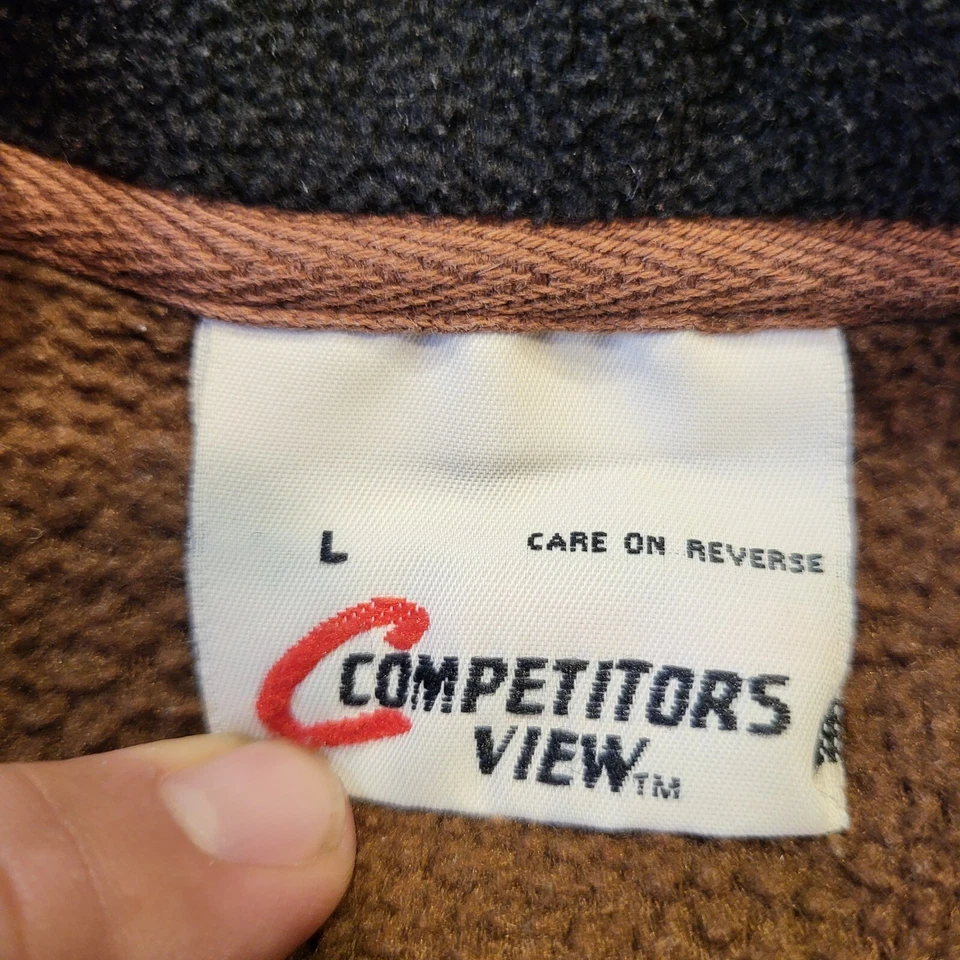 L CARE ON REVERSE
C COMPETITORS
VIEW TM